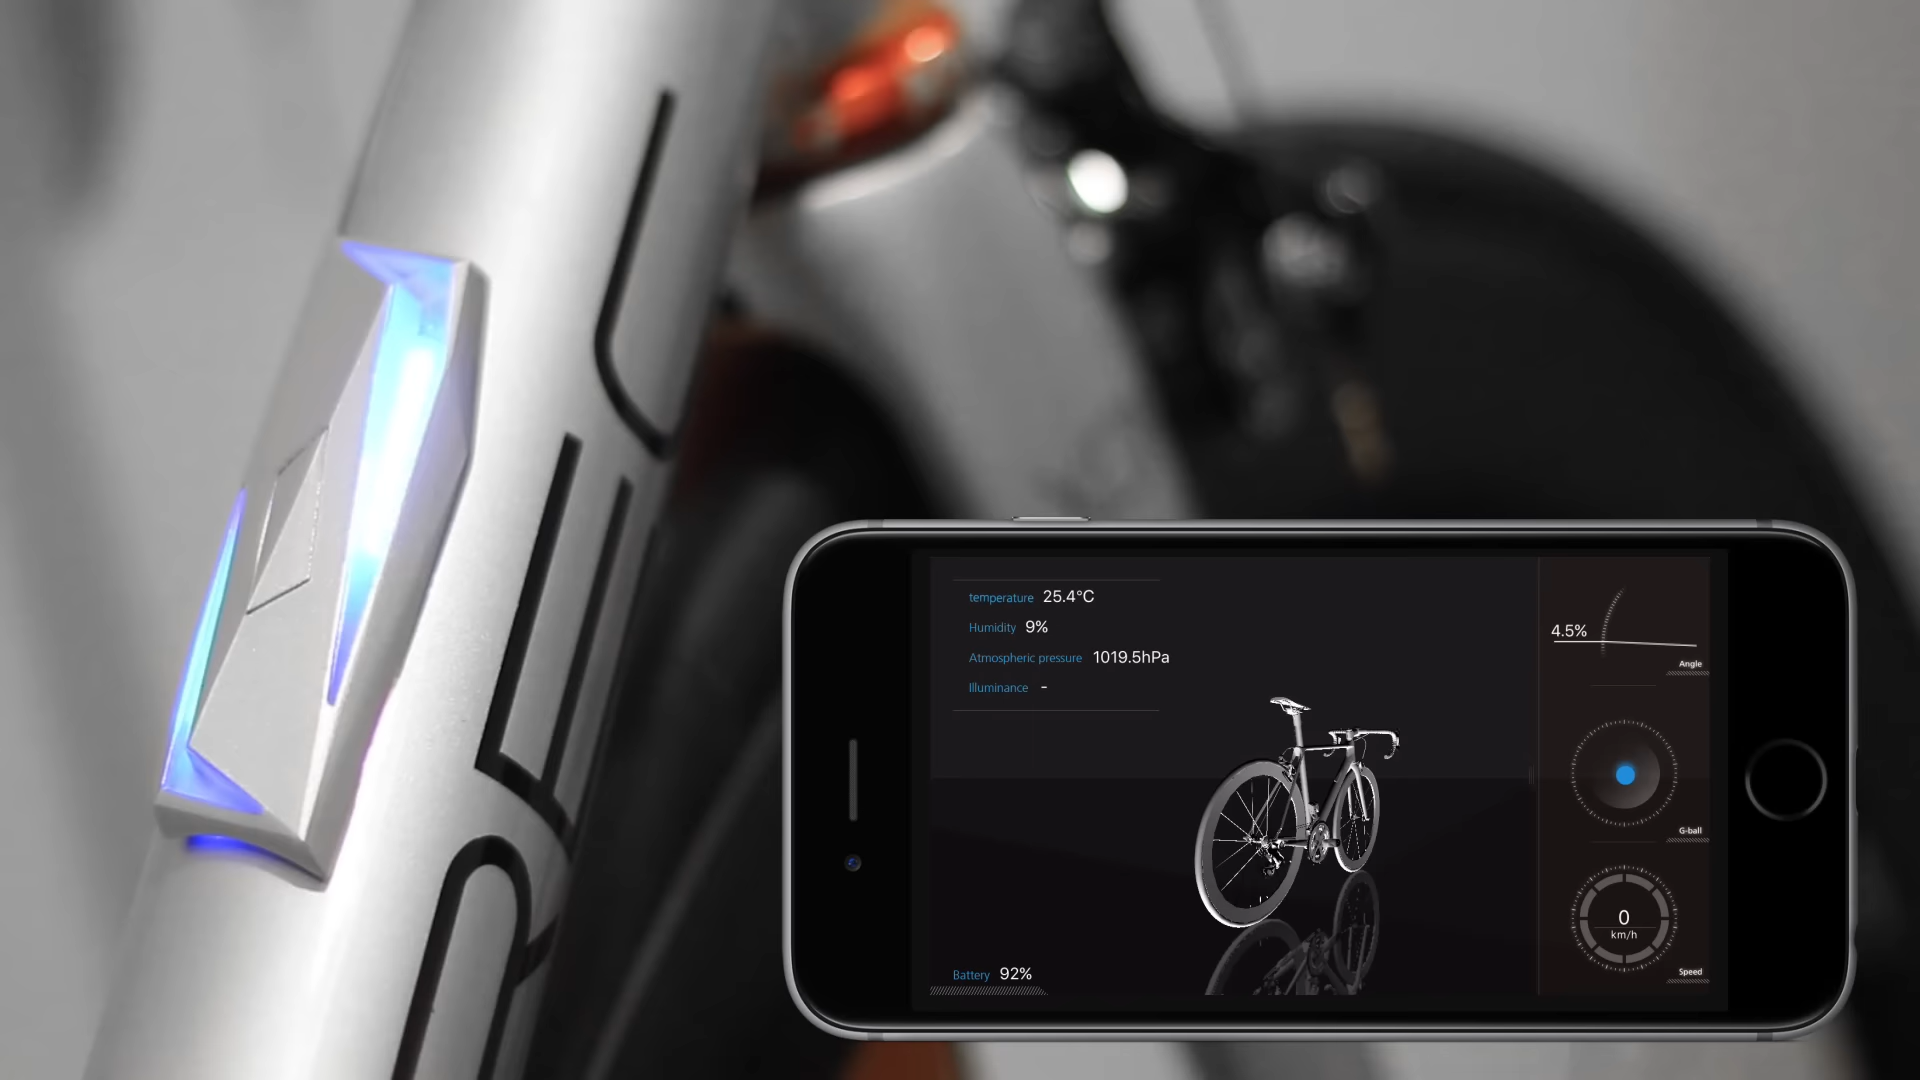 temperature 25.4°C
Humidity 9%
Atmospheric pressure 1019.5hPa
Illuminance -
Battery 92%
4.5%
Angle
G-ball
0
km/h
Speed